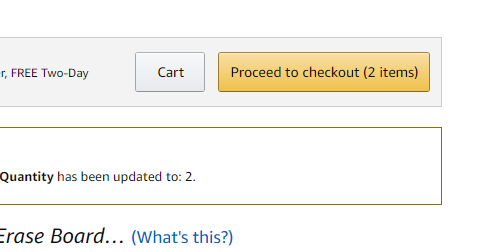 r, FREE Two-Day Cart Proceed to checkout (2 items)
Quantity has been updated to: 2.
Erase Board... (What's this?)